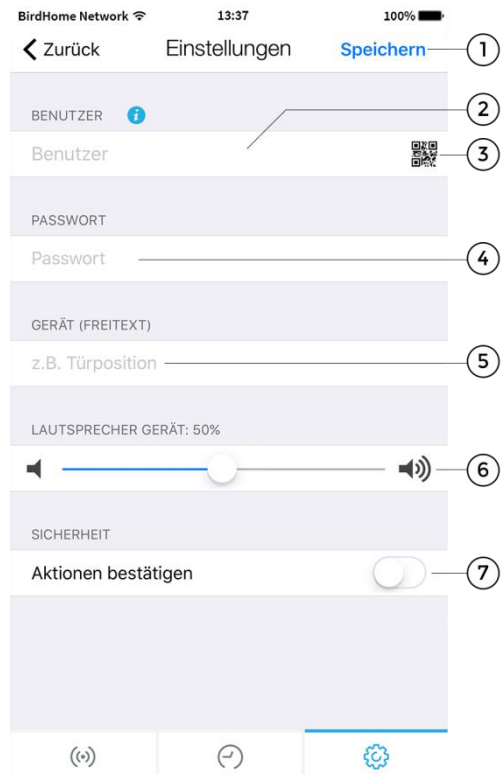 BirdHome Network 13:37 100%
Zurück Einstellungen Speichern 1
BENUTZER i 2
Benutzer 3
PASSWORT
Passwort 4
GERÄT (FREITEXT)
z.B. Türposition 5
LAUTSPRECHER GERÄT: 50%
6
SICHERHEIT
Aktionen bestätigen 7